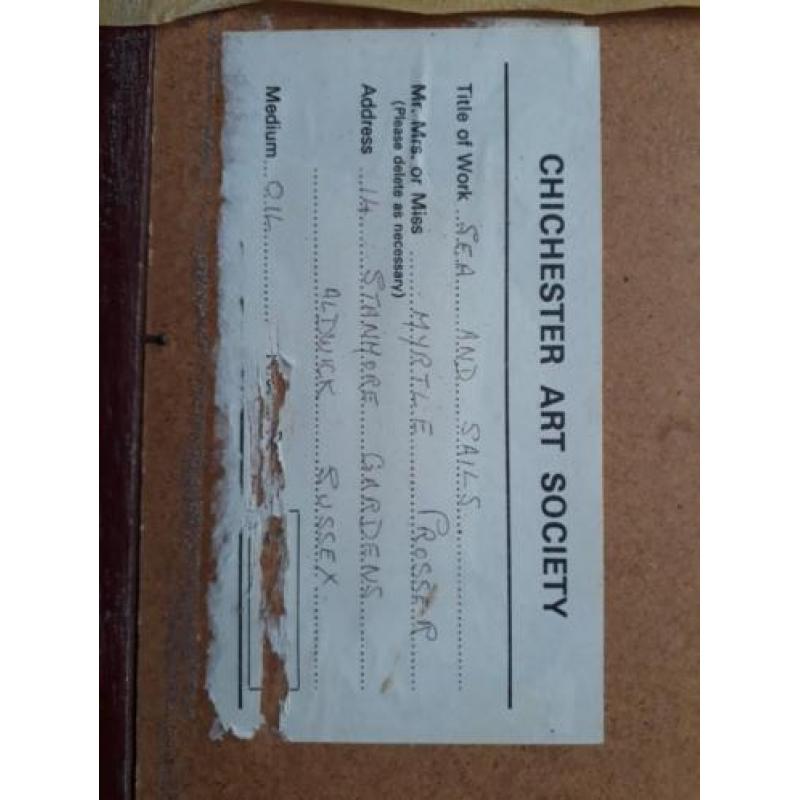 CHICHESTER ART SOCIETY
Title of Work SEA AND SAILS
Mr. Mrs. or Miss MYRTLE PROSSER
(Please delete as necessary)
Address 14 STANMORE GARDENS
ALDWICK SUSSEX
Medium OIL